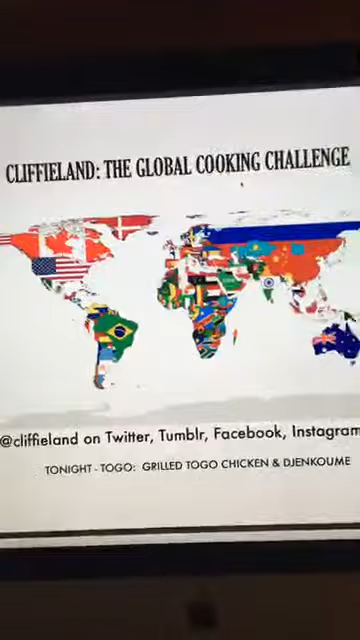 CLIFFIELAND: THE GLOBAL COOKING CHALLENGE
@cliffieland on Twitter, Tumblr, Facebook, Instagram
TONIGHT - TOGO: GRILLED TOGO CHICKEN & DJENKOUME